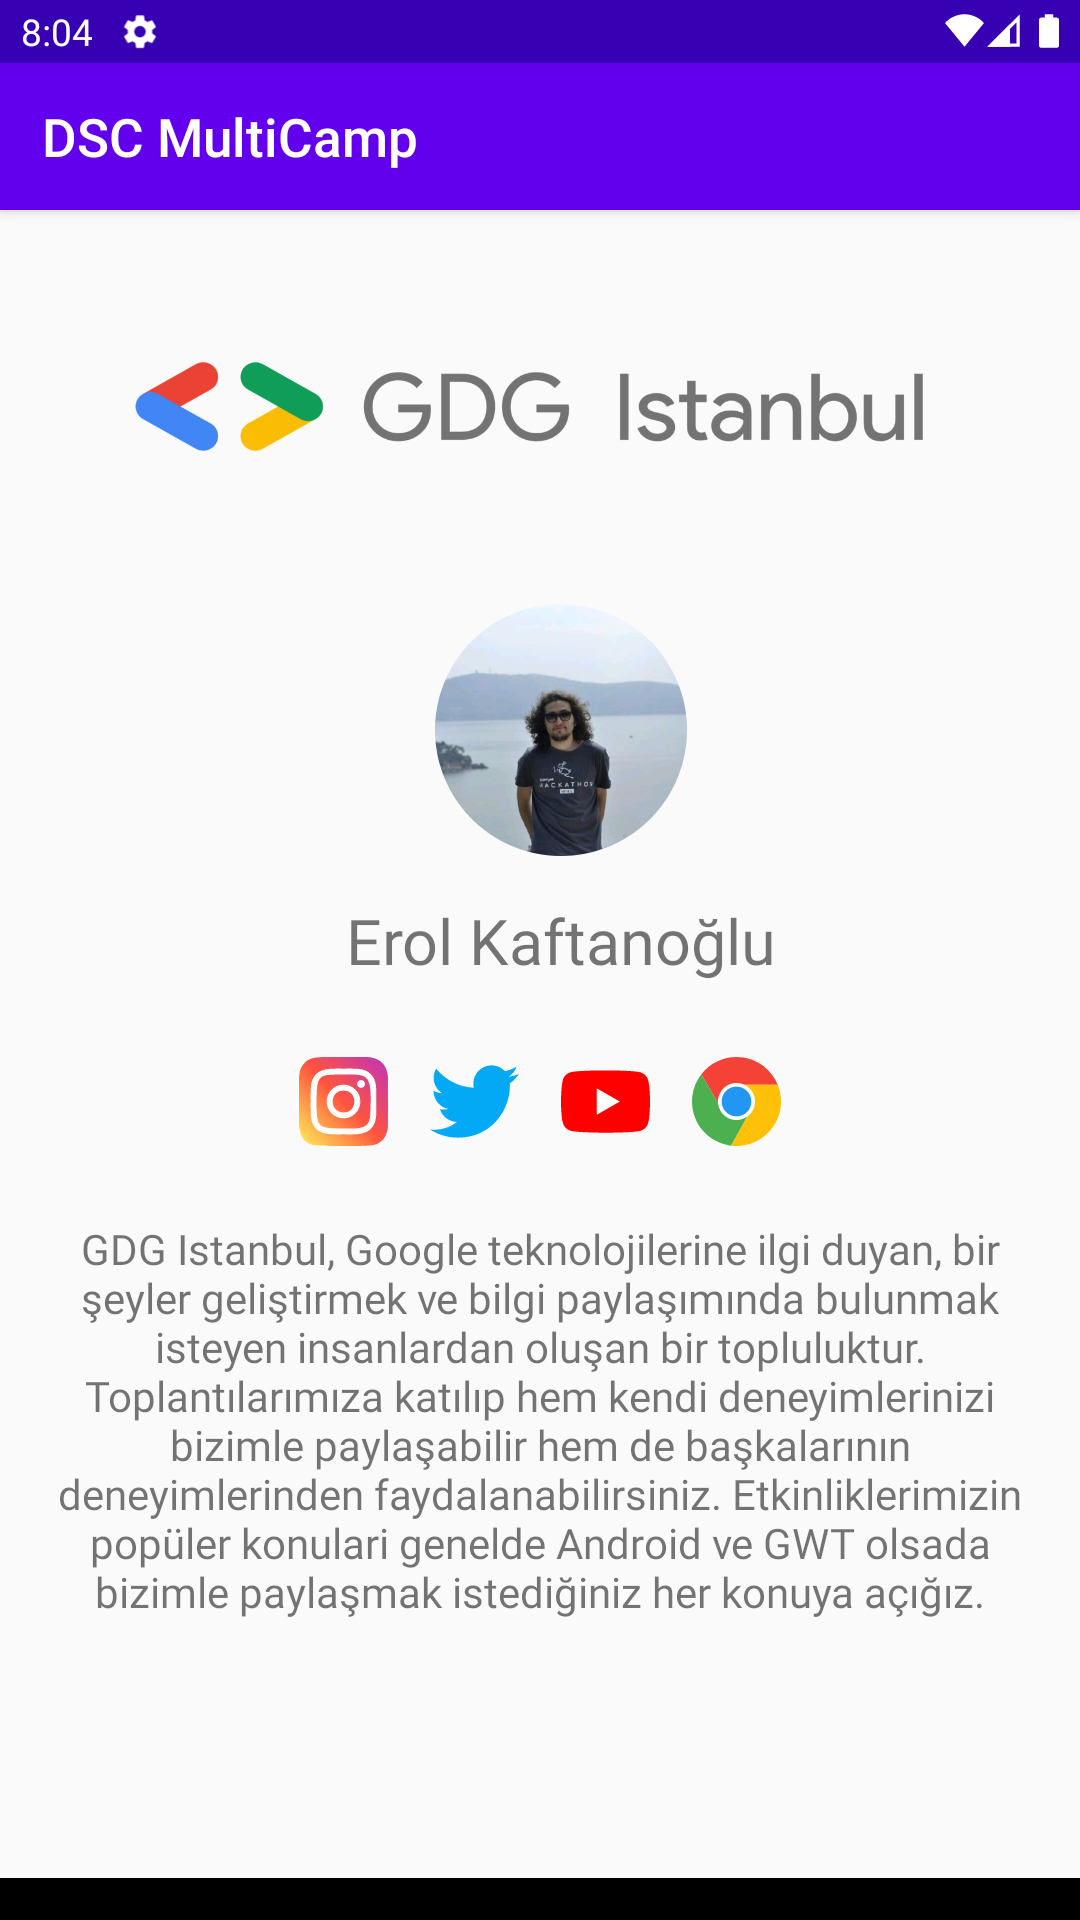 8:04
DSC MultiCamp
GDG Istanbul
HACKATHON
Erol Kaftanoğlu
GDG Istanbul, Google teknolojilerine ilgi duyan, bir
şeyler geliştirmek ve bilgi paylaşımında bulunmak
isteyen insanlardan oluşan bir topluluktur.
Toplantılarımıza katılıp hem kendi deneyimlerinizi
bizimle paylaşabilir hem de başkalarının
deneyimlerinden faydalanabilirsiniz. Etkinliklerimizin
popüler konulari genelde Android ve GWT olsada
bizimle paylaşmak istediğiniz her konuya açığız.